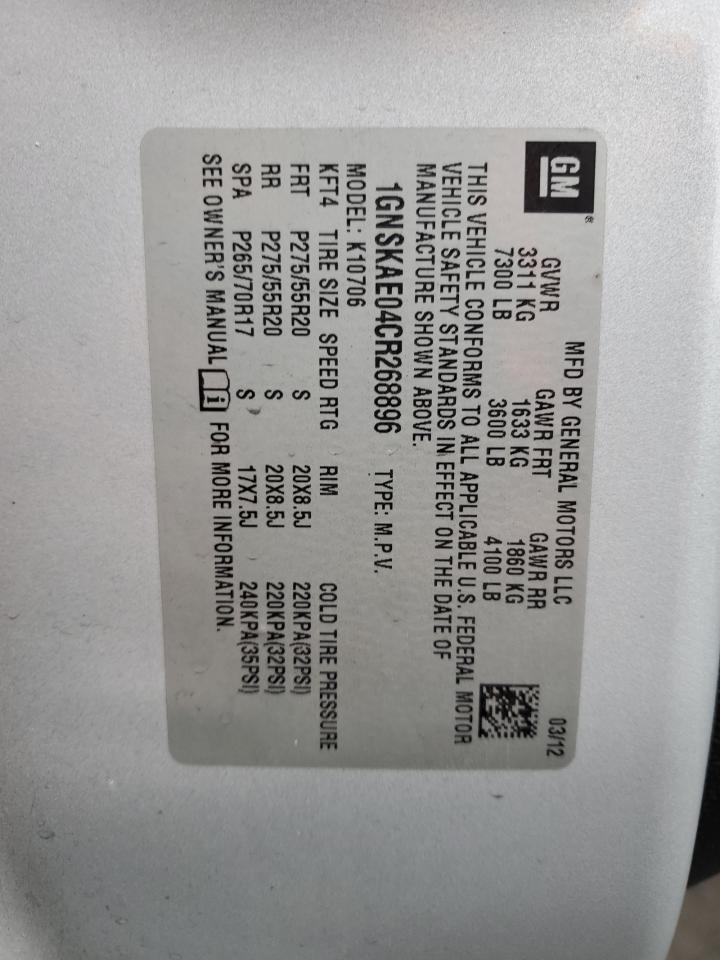 GM®
MFD BY GENERAL MOTORS LLC 03/12
GVWR GAWR FRT GAWR RR
3311 KG 1633 KG 1860 KG
7300 LB 3600 LB 4100 LB
THIS VEHICLE CONFORMS TO ALL APPLICABLE U.S. FEDERAL MOTOR
VEHICLE SAFETY STANDARDS IN EFFECT ON THE DATE OF
MANUFACTURE SHOWN ABOVE.
1GNSKAE04CR268896 TYPE: M.P.V.
MODEL: K10706
KFT4 TIRE SIZE SPEED RTG RIM COLD TIRE PRESSURE
FRT P275/55R20 S 20X8.5J 220KPA(32PSI)
RR P275/55R20 S 20X8.5J 220KPA(32PSI)
SPA P265/70R17 S 17X7.5J 240KPA(35PSI)
SEE OWNER'S MANUAL i FOR MORE INFORMATION.